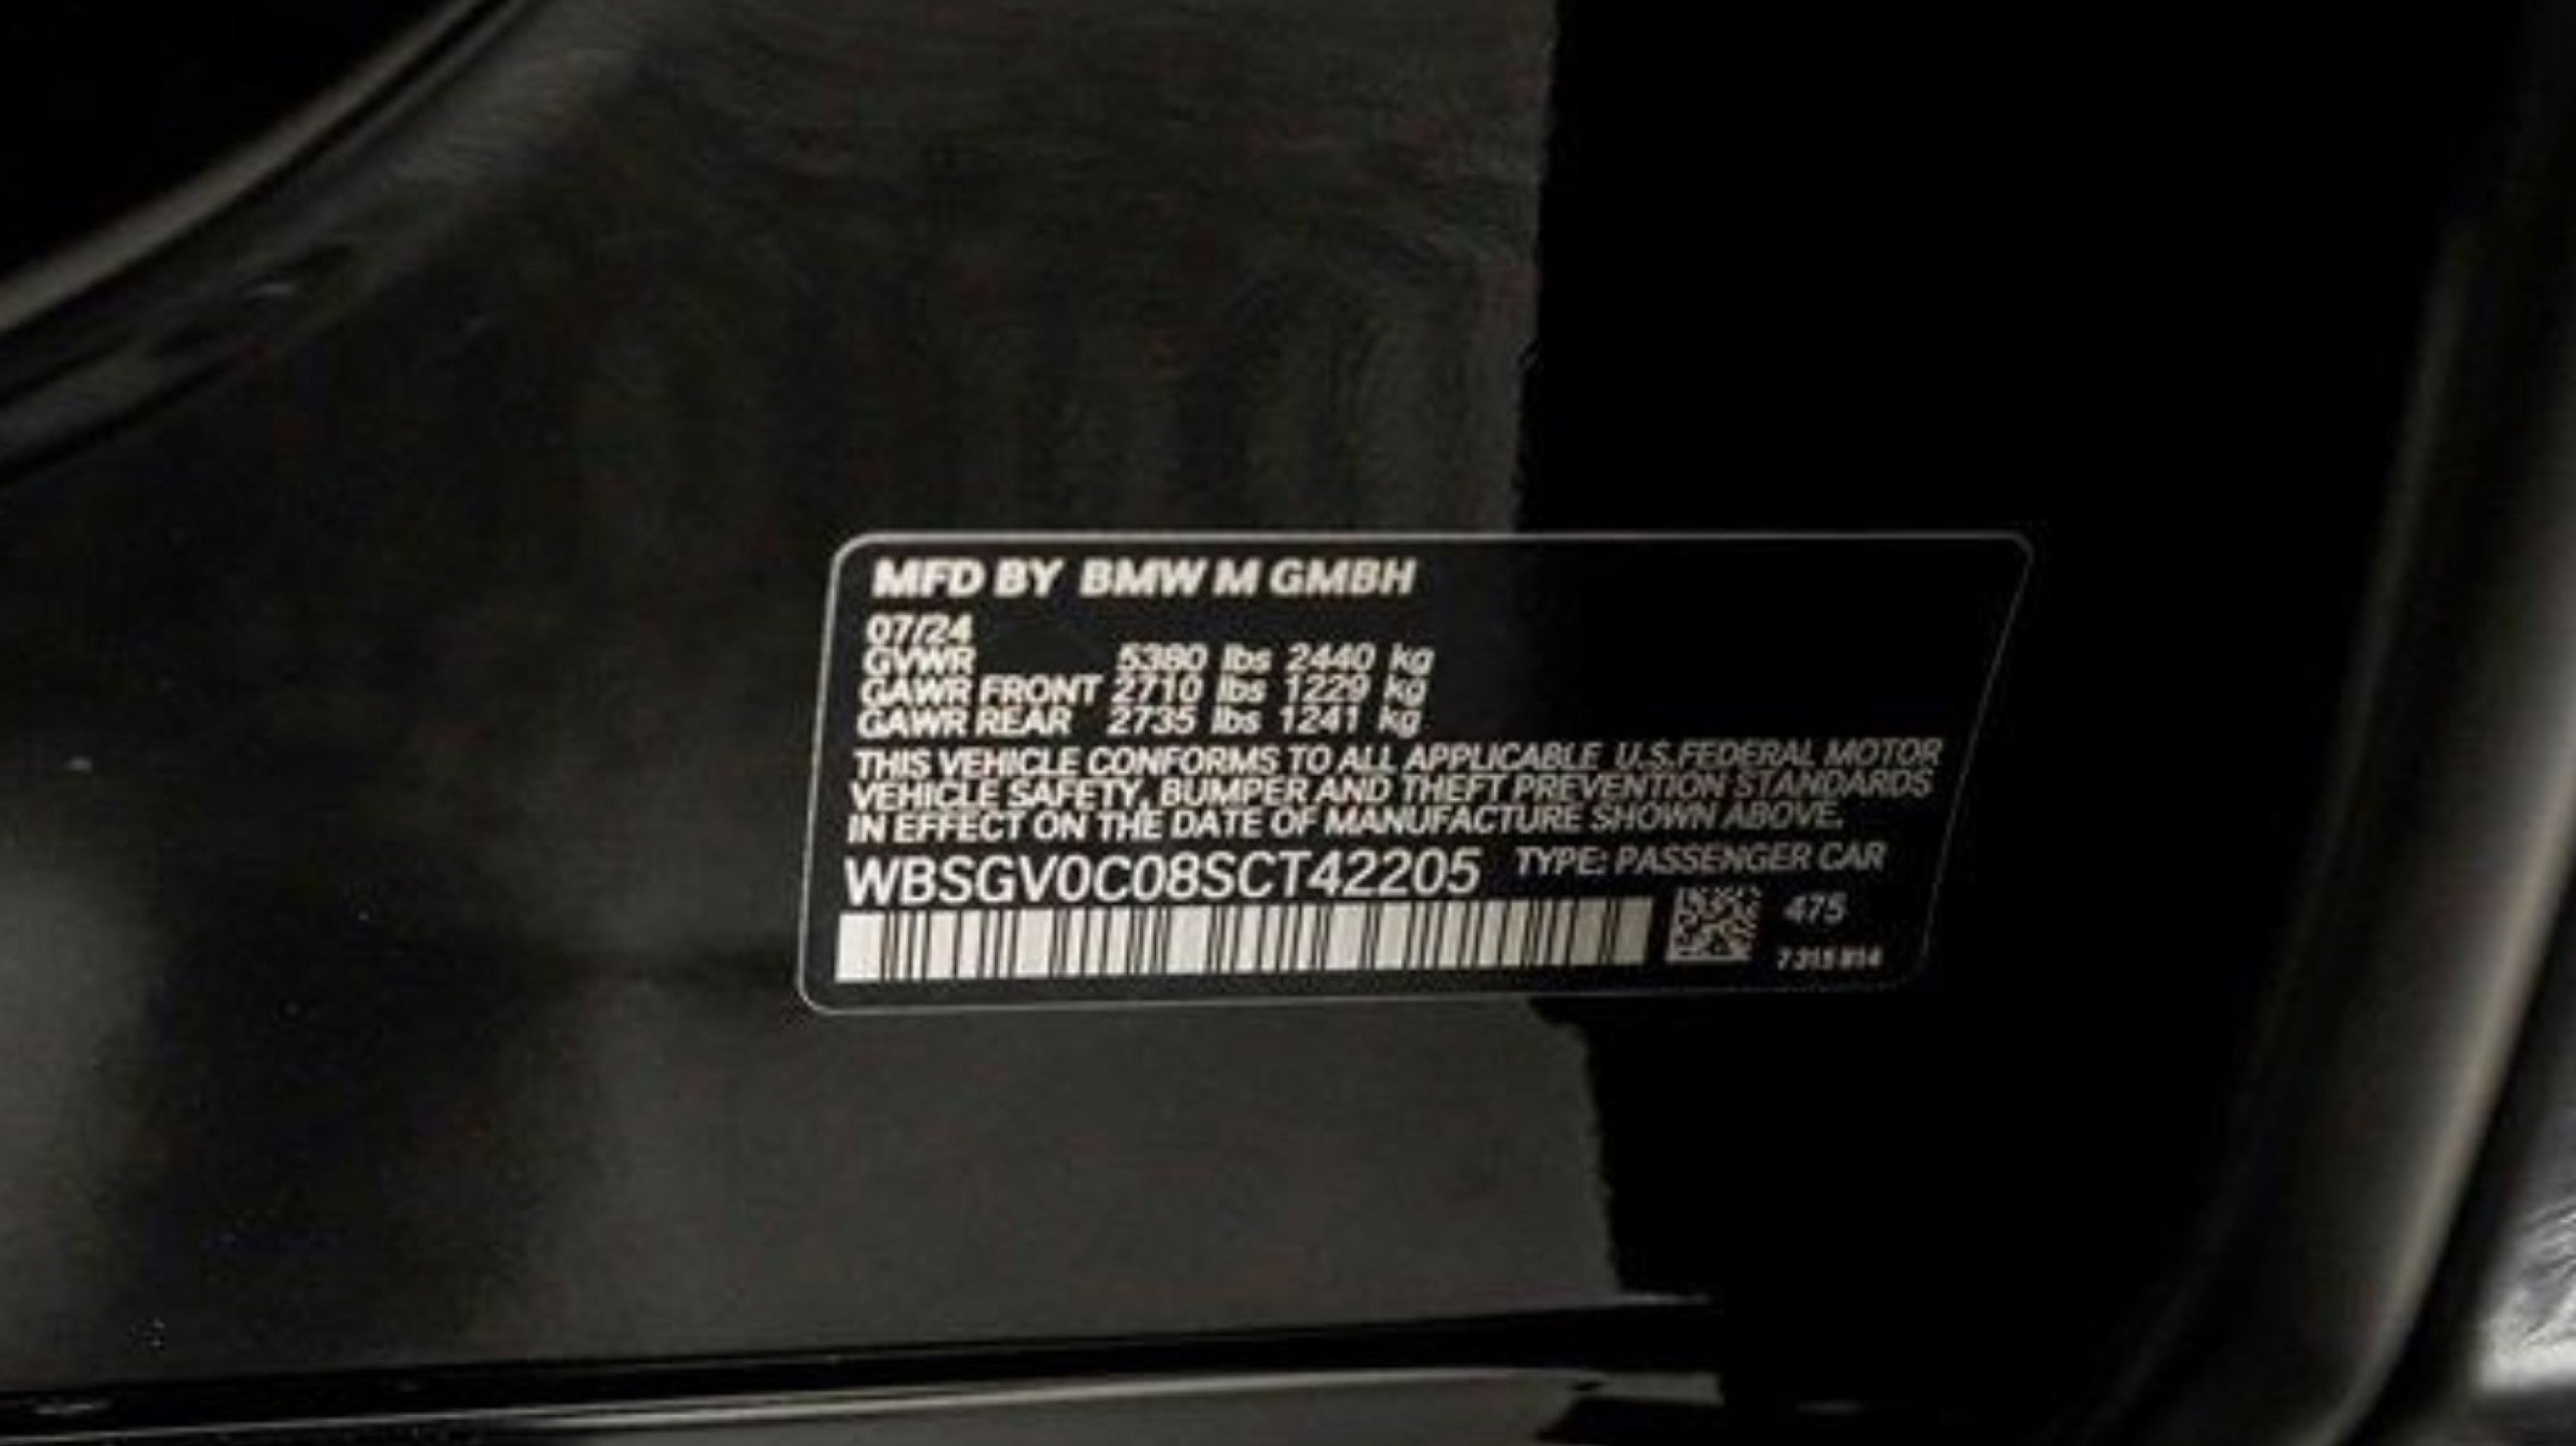 MFD BY BMW M GMBH
07/24
GVWR 5380 lbs 2440 kg
GAWR FRONT 2710 lbs 1229 kg
GAWR REAR 2735 lbs 1241 kg
THIS VEHICLE CONFORMS TO ALL APPLICABLE U.S.FEDERAL MOTOR
VEHICLE SAFETY, BUMPER AND THEFT PREVENTION STANDARDS
IN EFFECT ON THE DATE OF MANUFACTURE SHOWN ABOVE.
WBSGV0C08SCT42205 TYPE: PASSENGER CAR
475